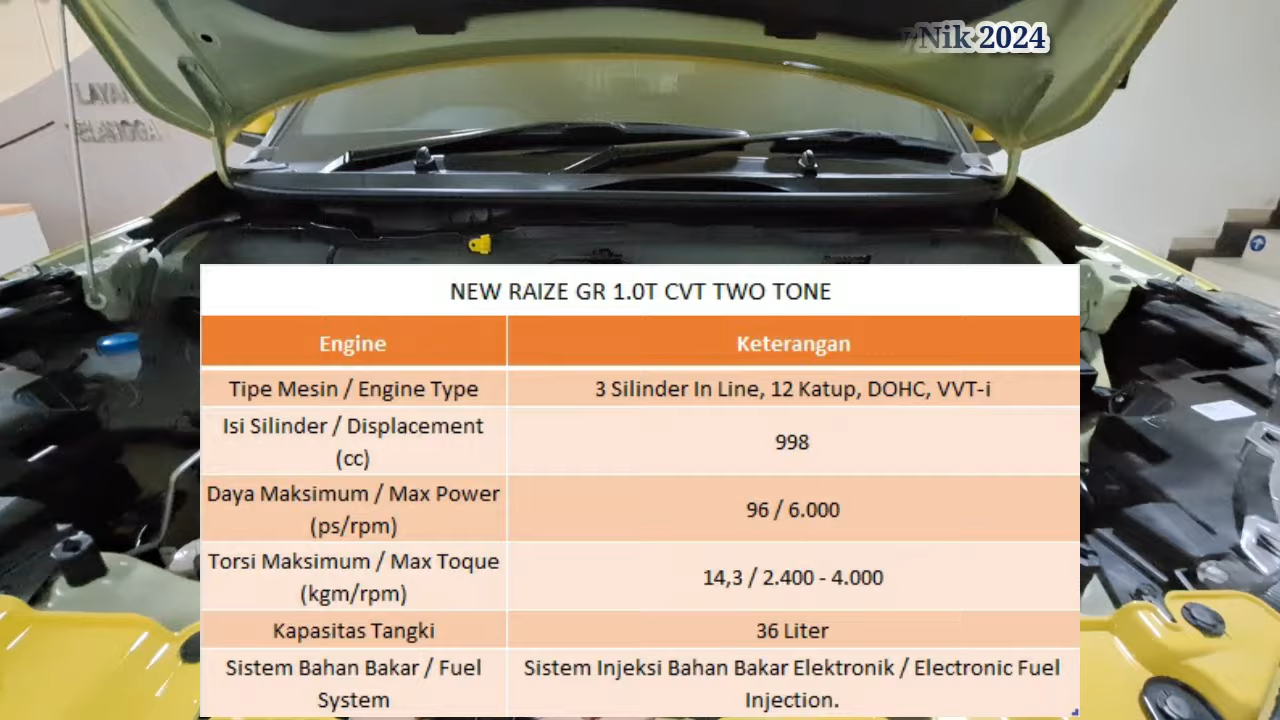 Nik 2024
NEW RAIZE GR 1.0T CVT TWO TONE
Engine Keterangan
Tipe Mesin / Engine Type 3 Silinder In Line, 12 Katup, DOHC, VVT-i
Isi Silinder / Displacement
(cc) 998
Daya Maksimum / Max Power
(ps/rpm) 96 / 6.000
Torsi Maksimum / Max Toque
(kgm/rpm) 14,3 / 2.400 - 4.000
Kapasitas Tangki 36 Liter
Sistem Bahan Bakar / Fuel
System
Sistem Injeksi Bahan Bakar Elektronik / Electronic Fuel
Injection.